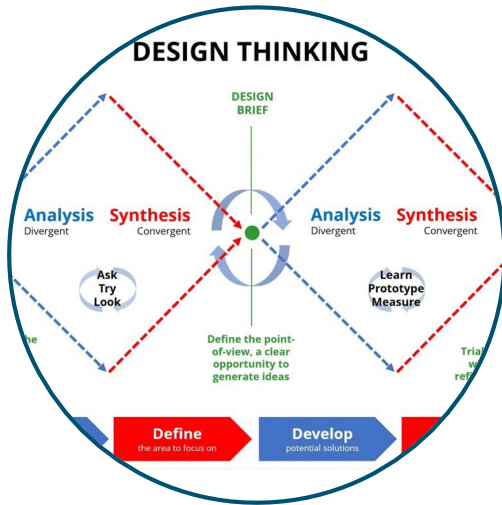 DESIGN THINKING
DESIGN
BRIEF
Analysis
Divergent
Synthesis
Convergent
Analysis
Divergent
Synthesis
Convergent
Ask
Try
Look
Learn
Prototype
Measure
Define the point-
of-view, a clear
opportunity to
generate ideas
Trial
Define
the area to focus on
Develop
potential solutions